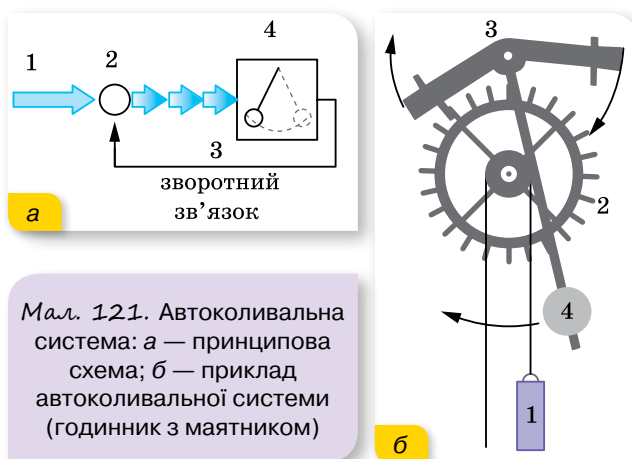 1
2
4
3
зворотний
зв’язок
а
Мал. 121. Автоколивальна
система: а — принципова
схема; б — приклад
автоколивальної системи
(годинник з маятником)
3
2
4
1
б